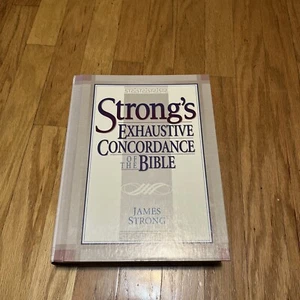 Strong's
EXHAUSTIVE
CONCORDANCE
OF THE BIBLE
JAMES
STRONG